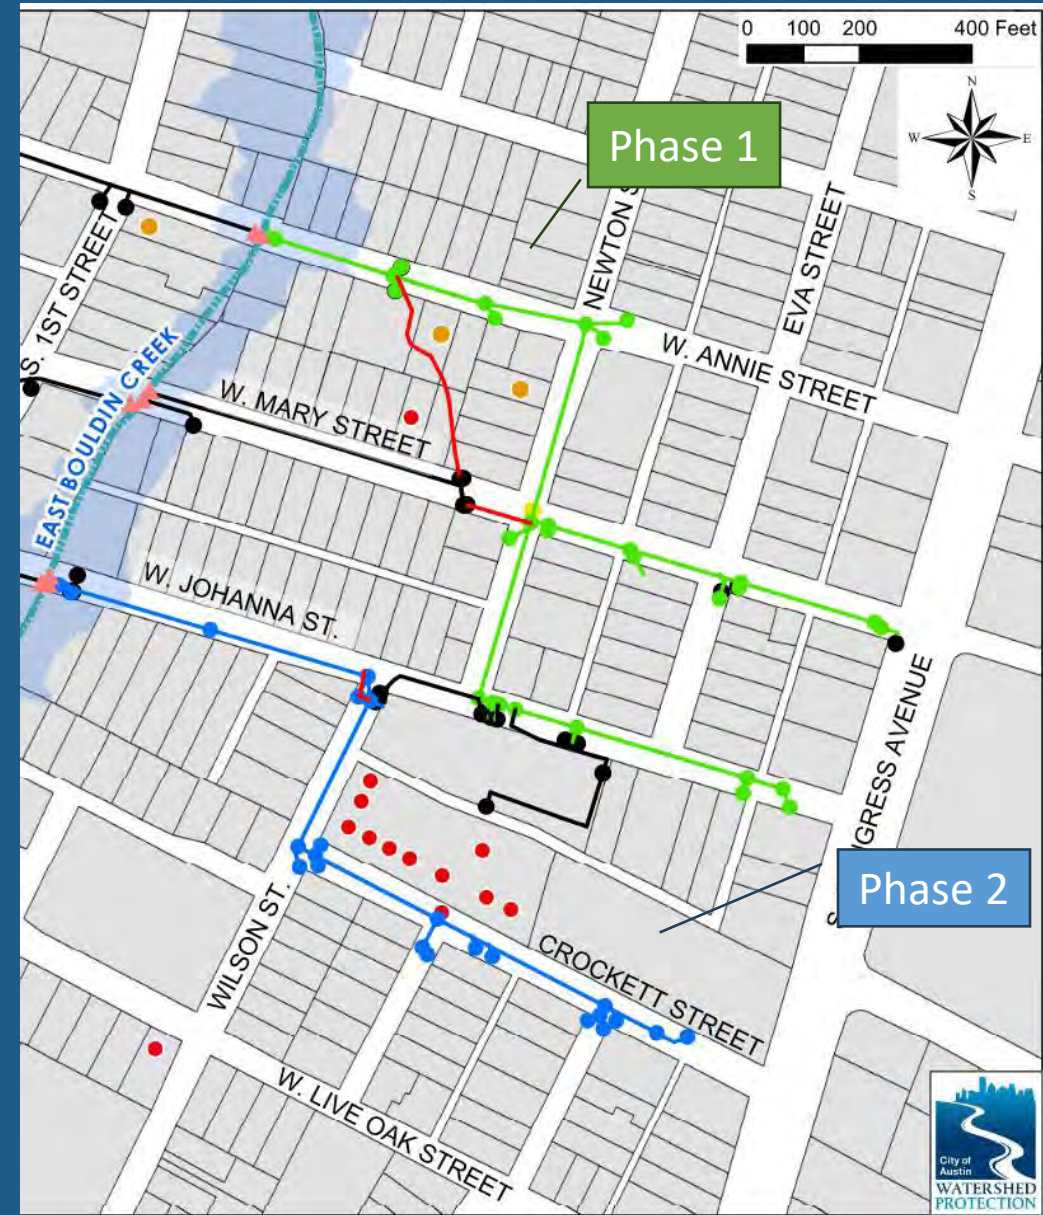 0 100 200 400 Feet
N
W E
S
Phase 1
NEWTON S
EVA STREET
S. 1ST STREET
W. ANNIE STREET
EAST BOULDIN CREEK
W. MARY STREET
W. JOHANNA ST.
GRESS AVENUE
S
Phase 2
WILSON ST.
CROCKETT STREET
W. LIVE OAK STREET
City of
Austin
WATERSHED
PROTECTION